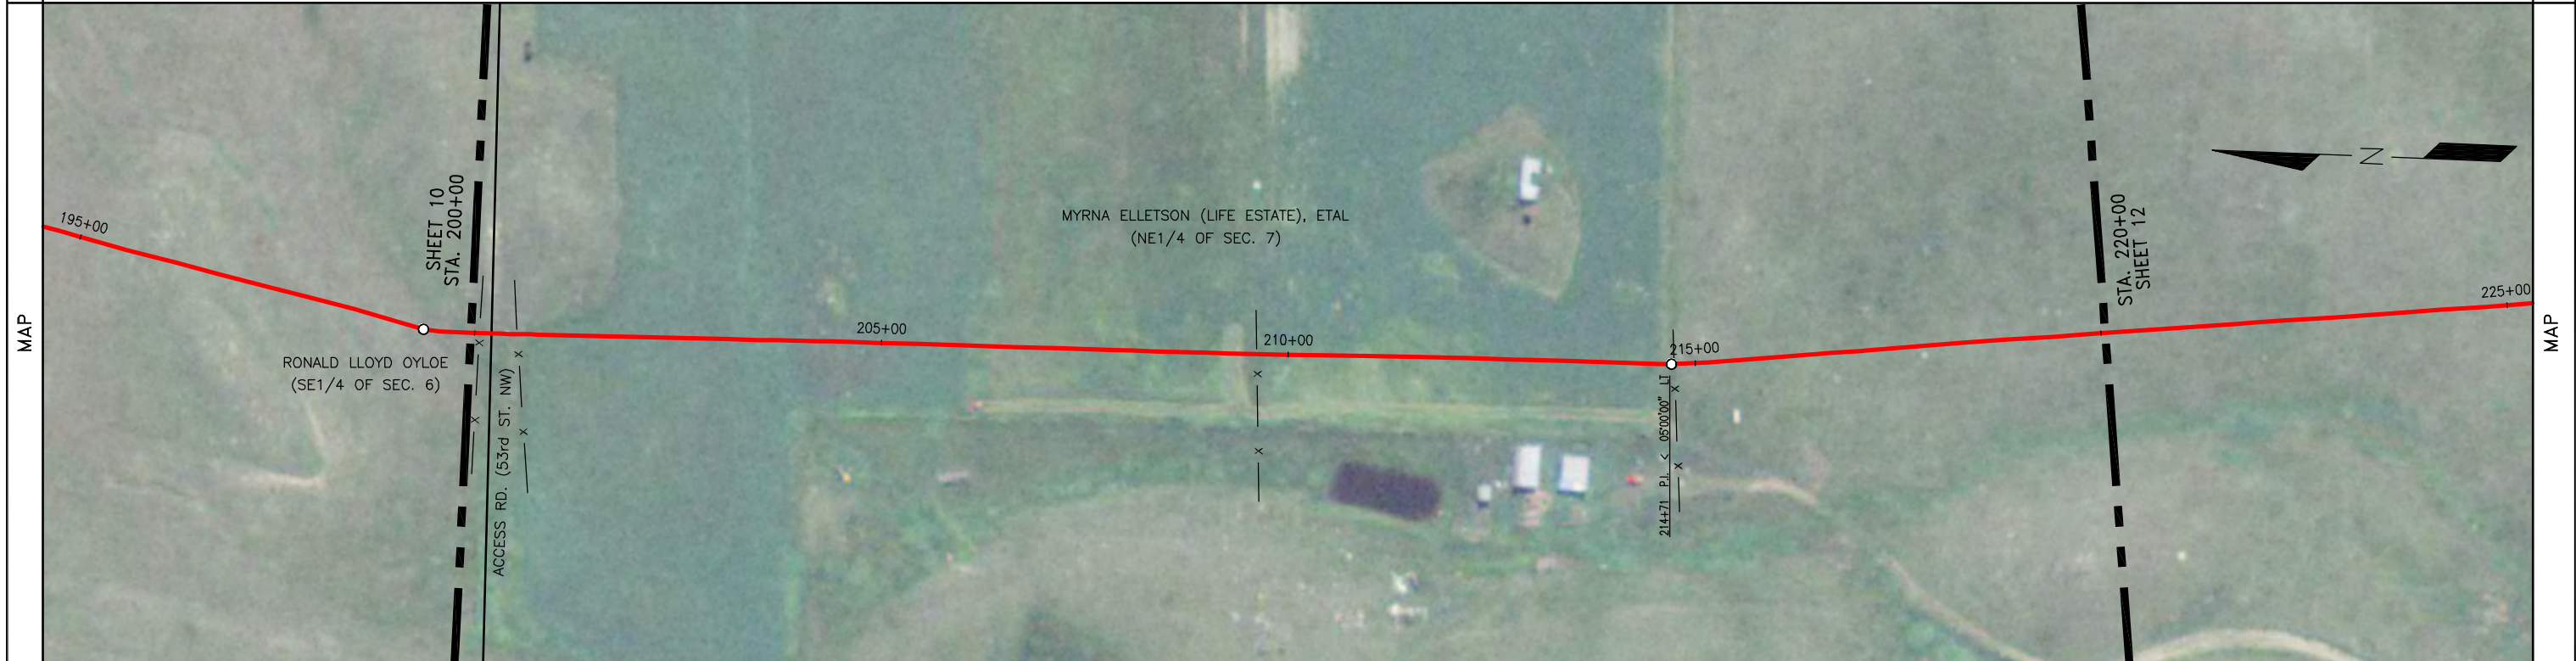 MAP
195+00
SHEET 10
STA. 200+00
RONALD LLOYD OYLOE
(SE1/4 OF SEC. 6)
ACCESS RD. (53rd ST. NW)
205+00
MYRNA ELLETSON (LIFE ESTATE), ETAL
(NE1/4 OF SEC. 7)
210+00
215+00
214+71 P.I. < 05°00'00" LT
STA. 220+00
SHEET 12
N
225+00
MAP